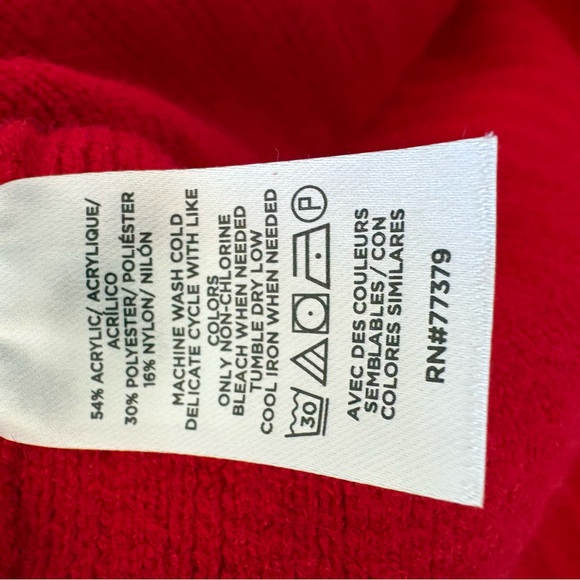 54% ACRYLIC/ ACRYLIQUE/
ACRÍLICO
30% POLYESTER/ POLIÉSTER
16% NYLON/ NILÓN
MACHINE WASH COLD
DELICATE CYCLE WITH LIKE
COLORS
ONLY NON-CHLORINE
BLEACH WHEN NEEDED
TUMBLE DRY LOW
COOL IRON WHEN NEEDED
30 P
AVEC DES COULEURS
SEMBLABLES/ CON
COLORES SIMILARES
RN#77379